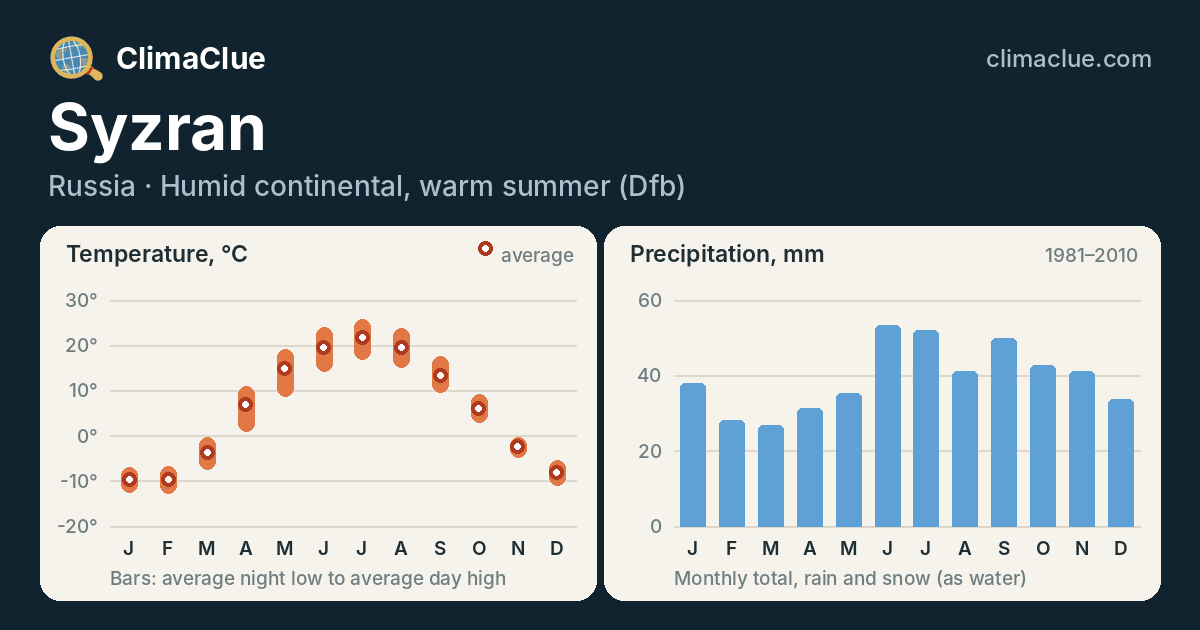 ClimaClue
climaclue.com
Syzran
Russia · Humid continental, warm summer (Dfb)
Temperature, °C
average
30°
20°
10°
0°
-10°
-20°
J F M A M J J A S O N D
Bars: average night low to average day high
Precipitation, mm
1981–2010
60
40
20
0
J F M A M J J A S O N D
Monthly total, rain and snow (as water)